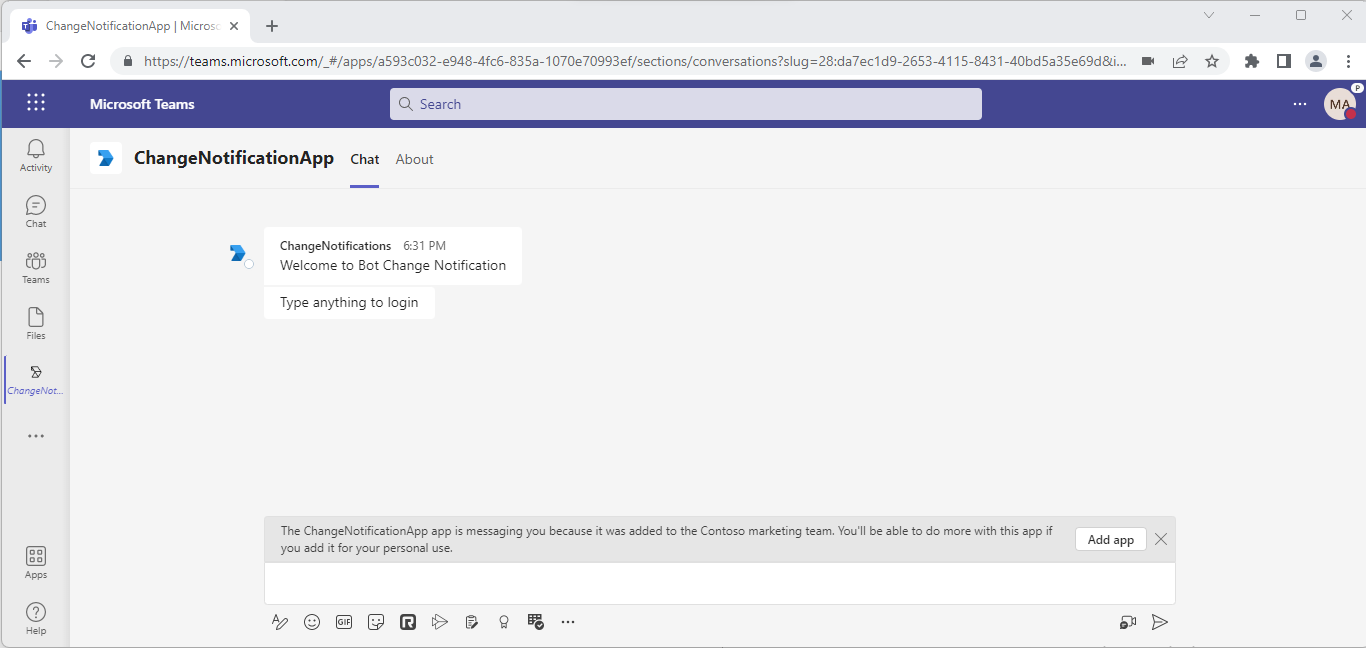 ChangeNotificationApp | Microso
https://teams.microsoft.com/_#/apps/a593c032-e948-4fc6-835a-1070e70993ef/sections/conversations?slug=28:da7ec1d9-2653-4115-8431-40bd5a35e69d&i...
Microsoft Teams
Search
MA
P
Activity
Chat
Teams
Files
ChangeNot...
Apps
Help
ChangeNotificationApp Chat About
ChangeNotifications 6:31 PM
Welcome to Bot Change Notification
Type anything to login
The ChangeNotificationApp app is messaging you because it was added to the Contoso marketing team. You'll be able to do more with this app if
you add it for your personal use.
Add app
GIF